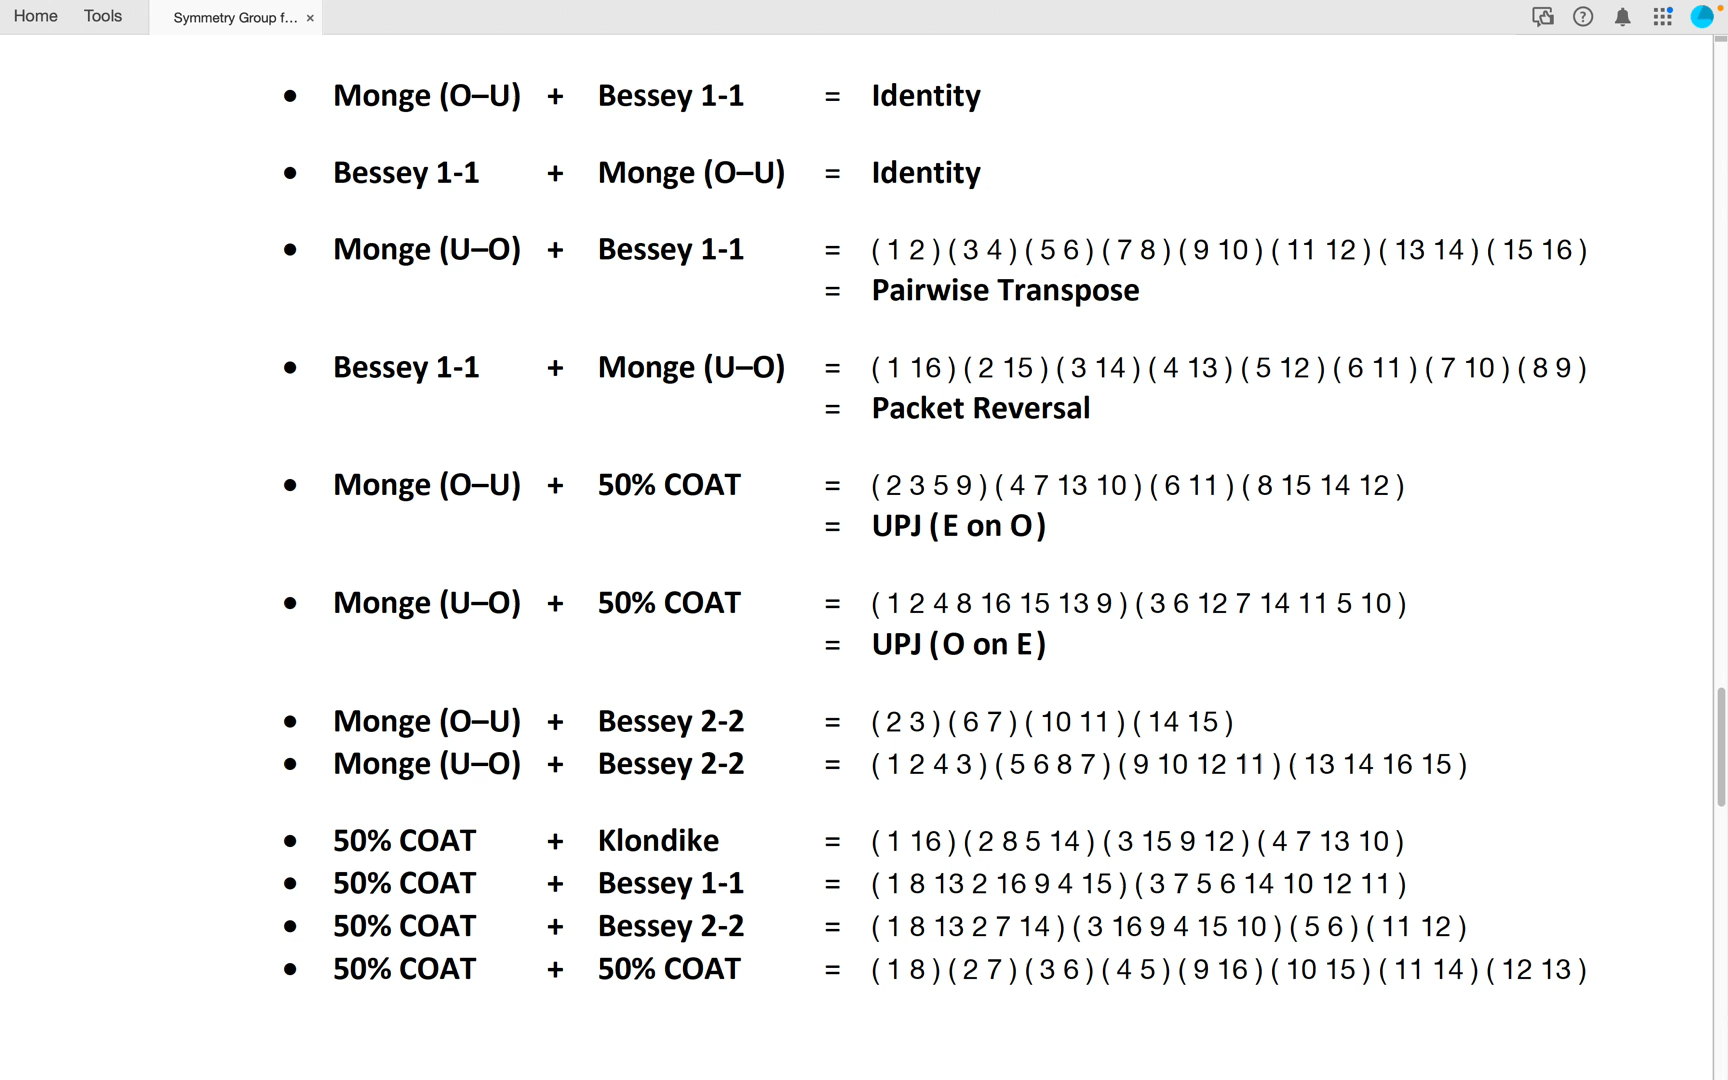 Home Tools Symmetry Group f... ×
• Monge (O–U) + Bessey 1-1 = Identity
• Bessey 1-1 + Monge (O–U) = Identity
• Monge (U–O) + Bessey 1-1 = ( 1 2 ) ( 3 4 ) ( 5 6 ) ( 7 8 ) ( 9 10 ) ( 11 12 ) ( 13 14 ) ( 15 16 )
= Pairwise Transpose
• Bessey 1-1 + Monge (U–O) = ( 1 16 ) ( 2 15 ) ( 3 14 ) ( 4 13 ) ( 5 12 ) ( 6 11 ) ( 7 10 ) ( 8 9 )
= Packet Reversal
• Monge (O–U) + 50% COAT = ( 2 3 5 9 ) ( 4 7 13 10 ) ( 6 11 ) ( 8 15 14 12 )
= UPJ (E on O)
• Monge (U–O) + 50% COAT = ( 1 2 4 8 16 15 13 9 ) ( 3 6 12 7 14 11 5 10 )
= UPJ (O on E)
• Monge (O–U) + Bessey 2-2 = ( 2 3 ) ( 6 7 ) ( 10 11 ) ( 14 15 )
• Monge (U–O) + Bessey 2-2 = ( 1 2 4 3 ) ( 5 6 8 7 ) ( 9 10 12 11 ) ( 13 14 16 15 )
• 50% COAT + Klondike = ( 1 16 ) ( 2 8 5 14 ) ( 3 15 9 12 ) ( 4 7 13 10 )
• 50% COAT + Bessey 1-1 = ( 1 8 13 2 16 9 4 15 ) ( 3 7 5 6 14 10 12 11 )
• 50% COAT + Bessey 2-2 = ( 1 8 13 2 7 14 ) ( 3 16 9 4 15 10 ) ( 5 6 ) ( 11 12 )
• 50% COAT + 50% COAT = ( 1 8 ) ( 2 7 ) ( 3 6 ) ( 4 5 ) ( 9 16 ) ( 10 15 ) ( 11 14 ) ( 12 13 )